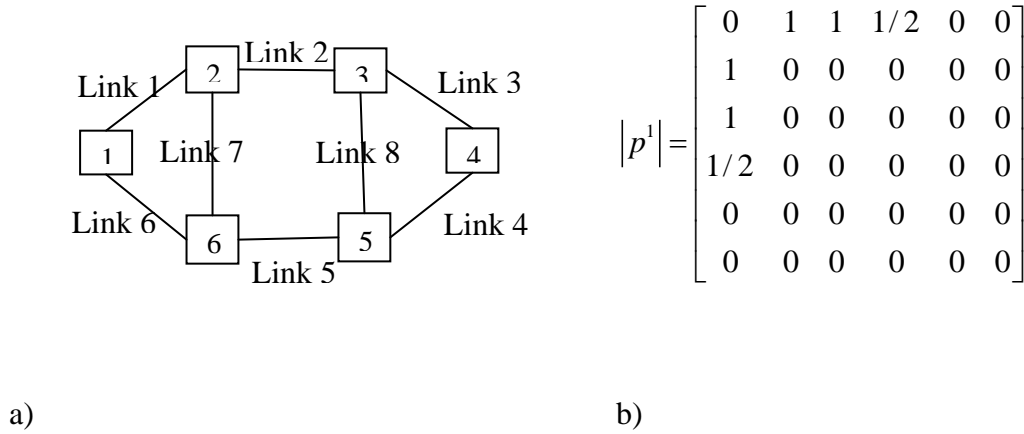 Link 2
2
3
Link 1
Link 3
1
Link 7
Link 8
4
Link 6
Link 4
6
5
Link 5
|p¹| =
0 1 1 1/2 0 0
1 0 0 0 0 0
1 0 0 0 0 0
1/2 0 0 0 0 0
0 0 0 0 0 0
0 0 0 0 0 0
a)
b)